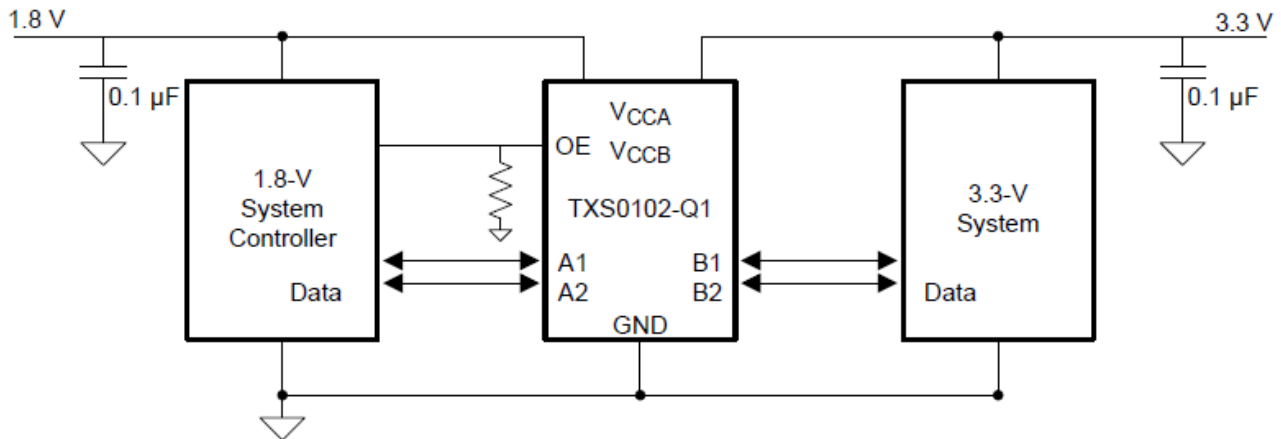 1.8 V
3.3 V
0.1 µF
0.1 µF
VCCA
OE VCCB
1.8-V
System
Controller
TXS0102-Q1
3.3-V
System
A1
A2
B1
B2
Data
Data
GND